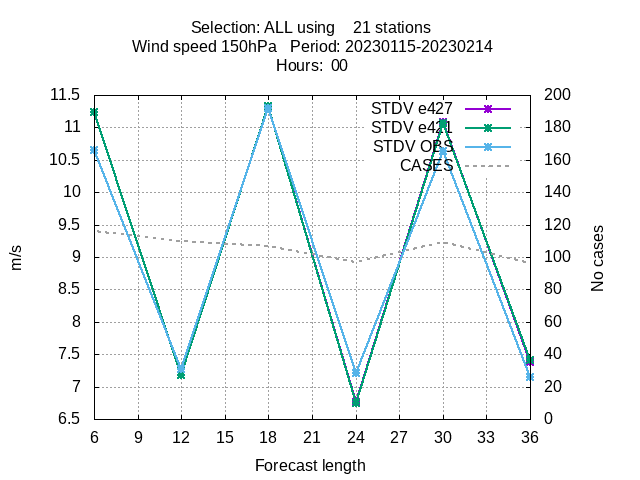 Selection: ALL using 21 stations
Wind speed 150hPa Period: 20230115-20230214
Hours: 00
STDV e427
STDV e421
STDV OBS
CASES
11.5
11
10.5
10
9.5
9
8.5
8
7.5
7
6.5
200
180
160
140
120
100
80
60
40
20
0
m/s
No cases
6 9 12 15 18 21 24 27 30 33 36
Forecast length